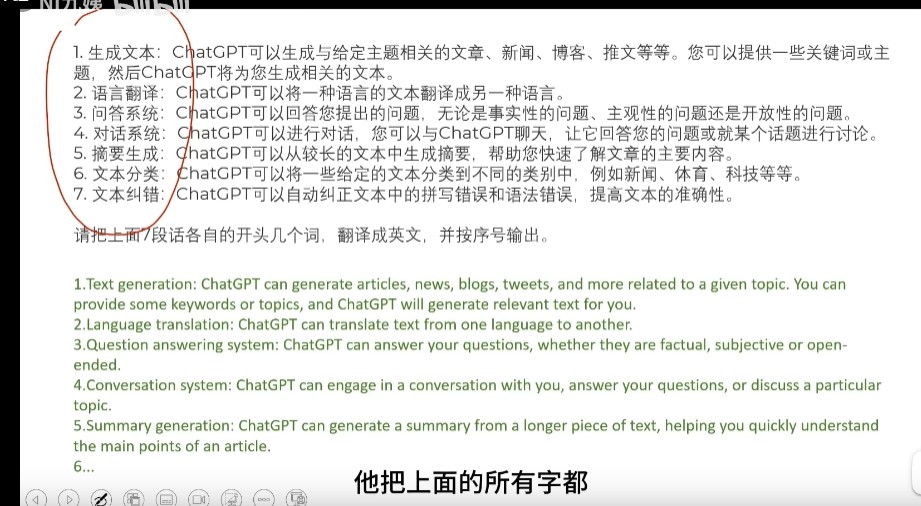 1. 生成文本：ChatGPT可以生成与给定主题相关的文章、新闻、博客、推文等等。您可以提供一些关键词或主
题，然后ChatGPT将为您生成相关的文本。
2. 语言翻译：ChatGPT可以将一种语言的文本翻译成另一种语言。
3. 问答系统：ChatGPT可以回答您提出的问题，无论是事实性的问题、主观性的问题还是开放性的问题。
4. 对话系统：ChatGPT可以进行对话，您可以与ChatGPT聊天，让它回答您的问题或就某个话题进行讨论。
5. 摘要生成：ChatGPT可以从较长的文本中生成摘要，帮助您快速了解文章的主要内容。
6. 文本分类：ChatGPT可以将一些给定的文本分类到不同的类别中，例如新闻、体育、科技等等。
7. 文本纠错：ChatGPT可以自动纠正文本中的拼写错误和语法错误，提高文本的准确性。
请把上面7段话各自的开头几个词，翻译成英文，并按序号输出。
1.Text generation: ChatGPT can generate articles, news, blogs, tweets, and more related to a given topic. You can
provide some keywords or topics, and ChatGPT will generate relevant text for you.
2.Language translation: ChatGPT can translate text from one language to another.
3.Question answering system: ChatGPT can answer your questions, whether they are factual, subjective or open-
ended.
4.Conversation system: ChatGPT can engage in a conversation with you, answer your questions, or discuss a particular
topic.
5.Summary generation: ChatGPT can generate a summary from a longer piece of text, helping you quickly understand
the main points of an article.
6...
他把上面的所有字都